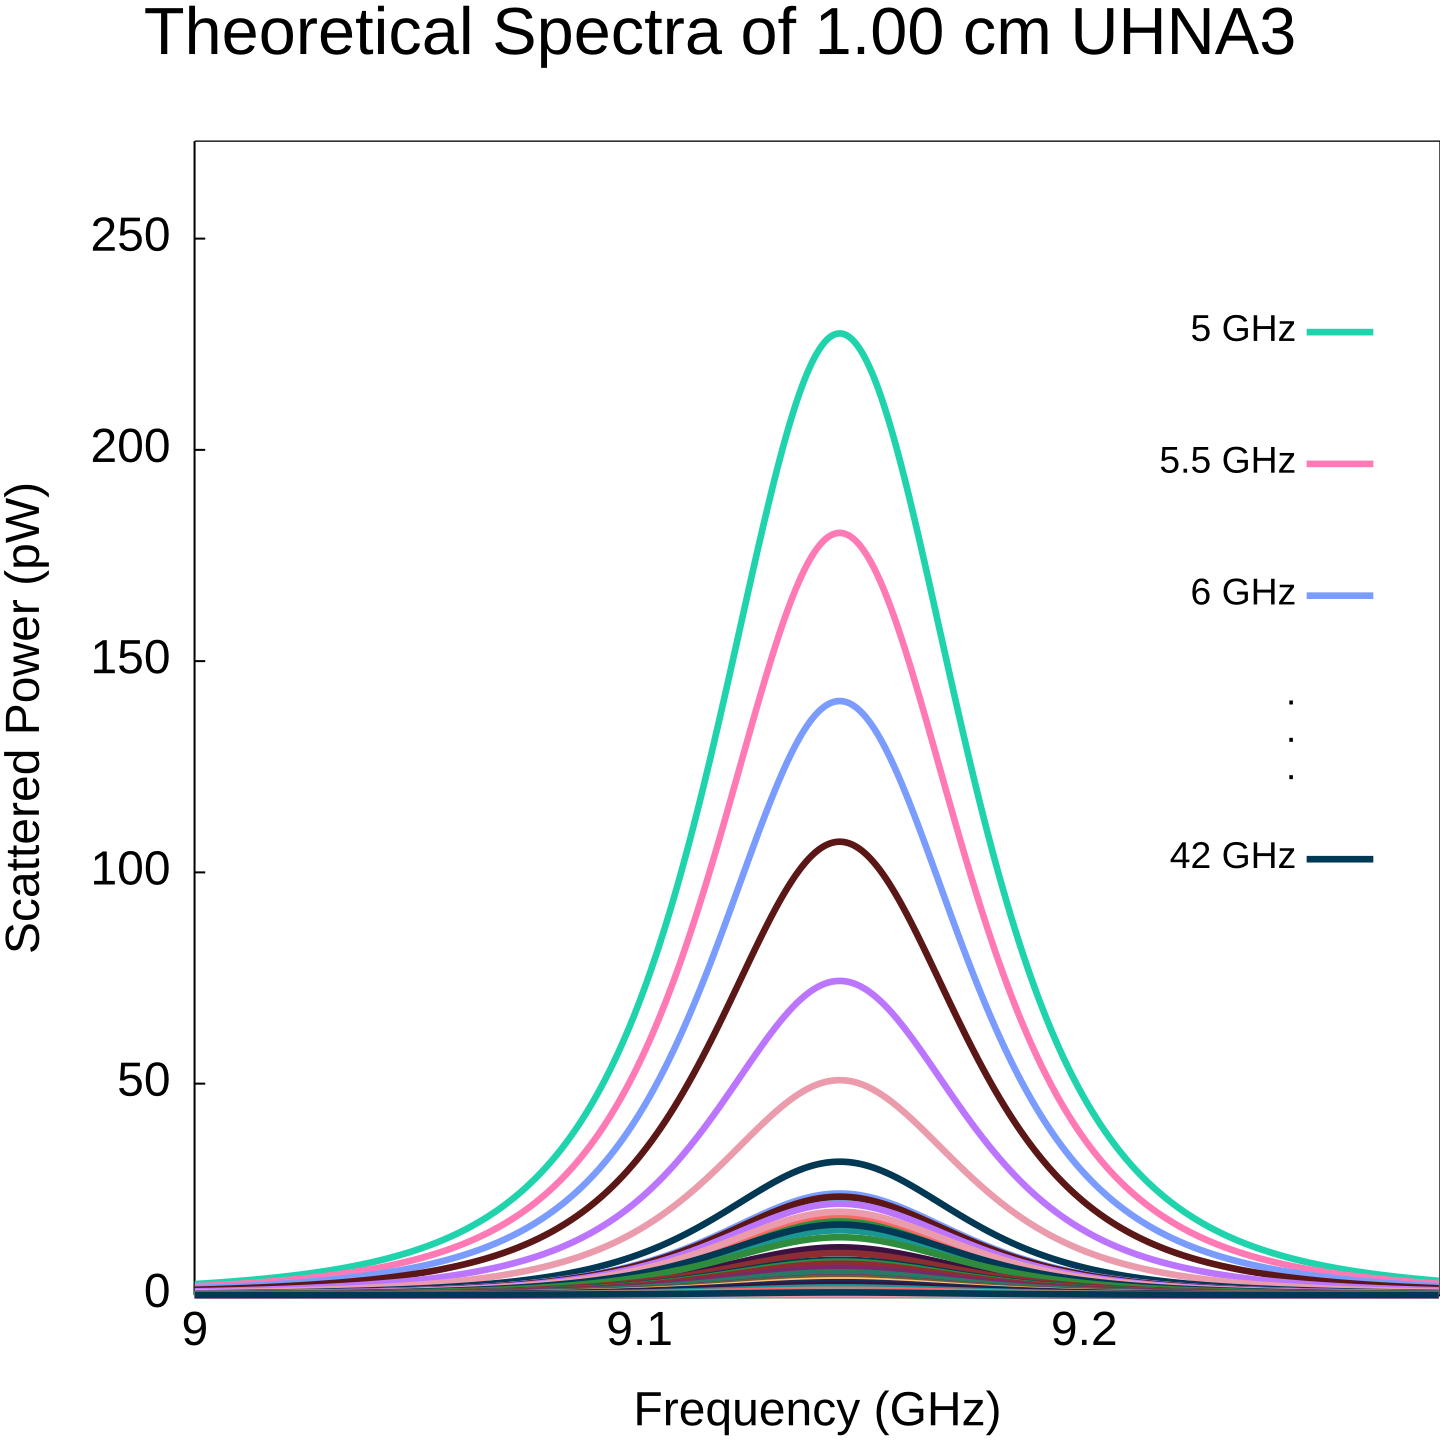 Theoretical Spectra of 1.00 cm UHNA3
Scattered Power (pW)
250
200
150
100
50
0
5 GHz
5.5 GHz
6 GHz
.
.
.
42 GHz
9
9.1
9.2
Frequency (GHz)